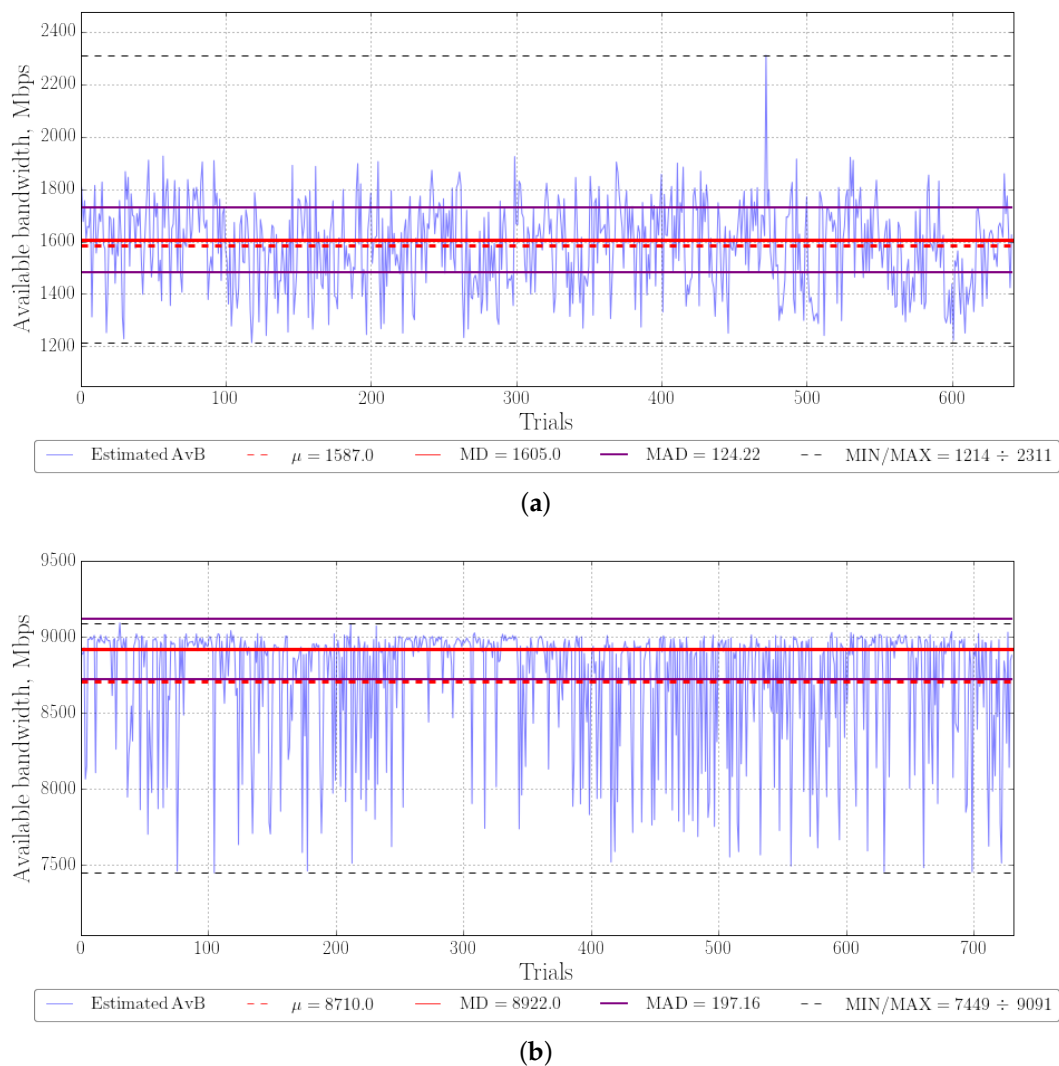 2400
2200
2000
1800
1600
1400
1200
Available bandwidth, Mbps
0 100 200 300 400 500 600
Trials
Estimated AvB μ = 1587.0 MD = 1605.0 MAD = 124.22 MIN/MAX = 1214 ÷ 2311
(a)
9500
9000
8500
8000
7500
Available bandwidth, Mbps
0 100 200 300 400 500 600 700
Trials
Estimated AvB μ = 8710.0 MD = 8922.0 MAD = 197.16 MIN/MAX = 7449 ÷ 9091
(b)